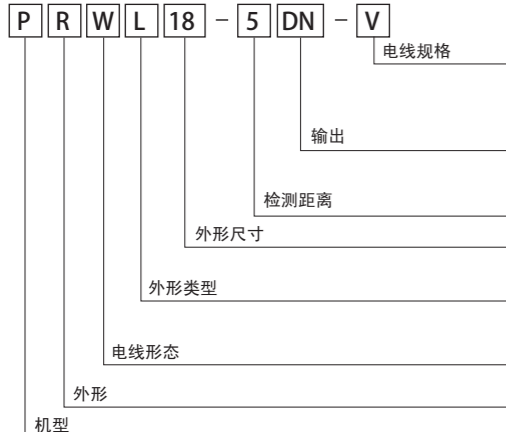 P R W L 18 - 5 DN - V
电线规格
输出
检测距离
外形尺寸
外形类型
电线形态
外形
机型